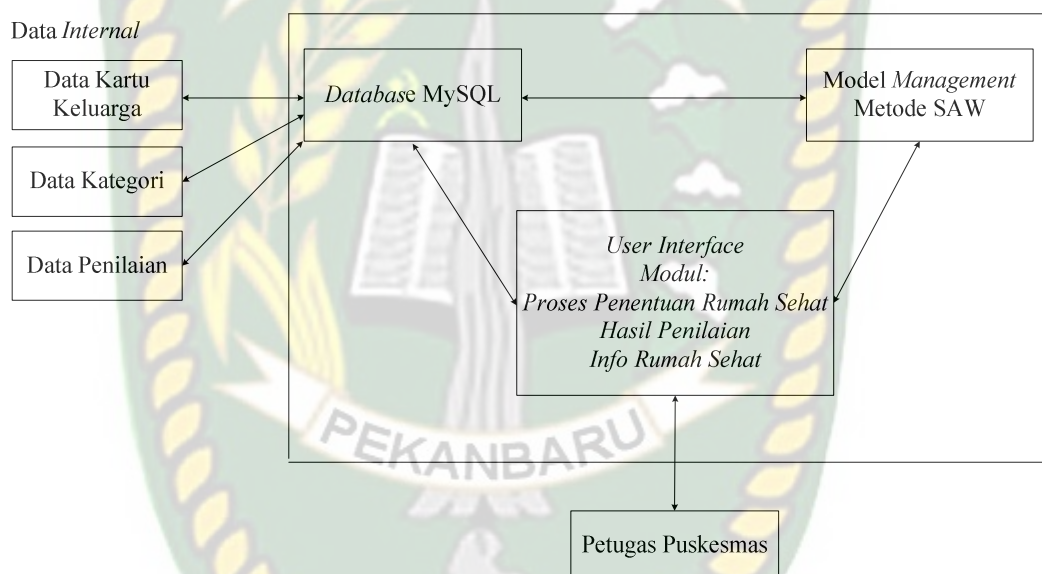 Data Internal
Data Kartu
Keluarga
Data Kategori
Data Penilaian
Database MySQL
Model Management
Metode SAW
User Interface
Modul:
Proses Penentuan Rumah Sehat
Hasil Penilaian
Info Rumah Sehat
PEKANBARU
Petugas Puskesmas